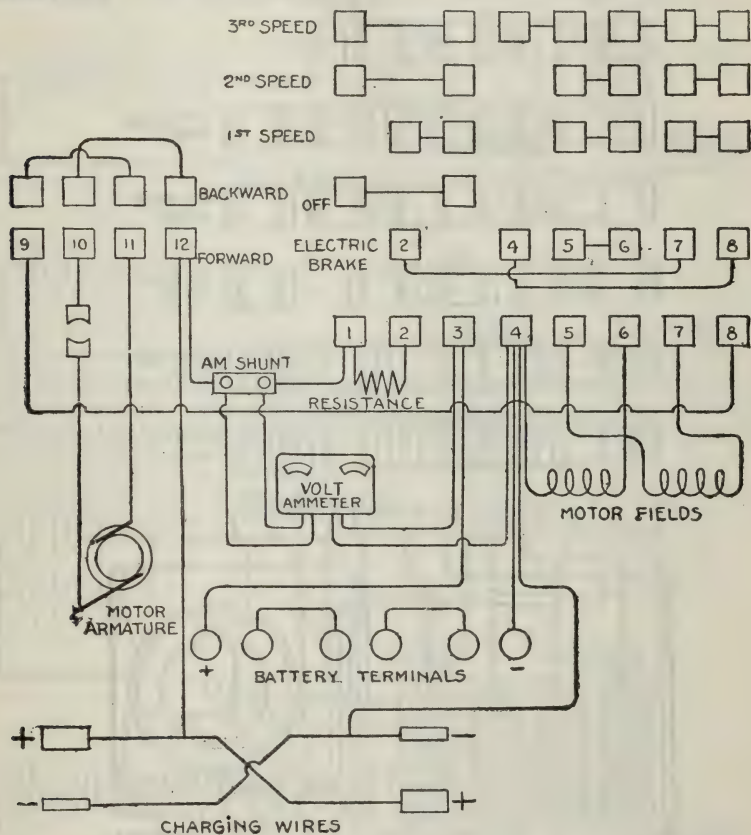 3RD SPEED
2ND SPEED
1ST SPEED
BACKWARD
OFF
9 10 11 12 FORWARD
ELECTRIC BRAKE
2 4 5 6 7 8
1 2 3 4 5 6 7 8
AM SHUNT
RESISTANCE
VOLT
AMMETER
MOTOR FIELDS
MOTOR
ARMATURE
+ -
BATTERY TERMINALS
+ -
- +
CHARGING WIRES